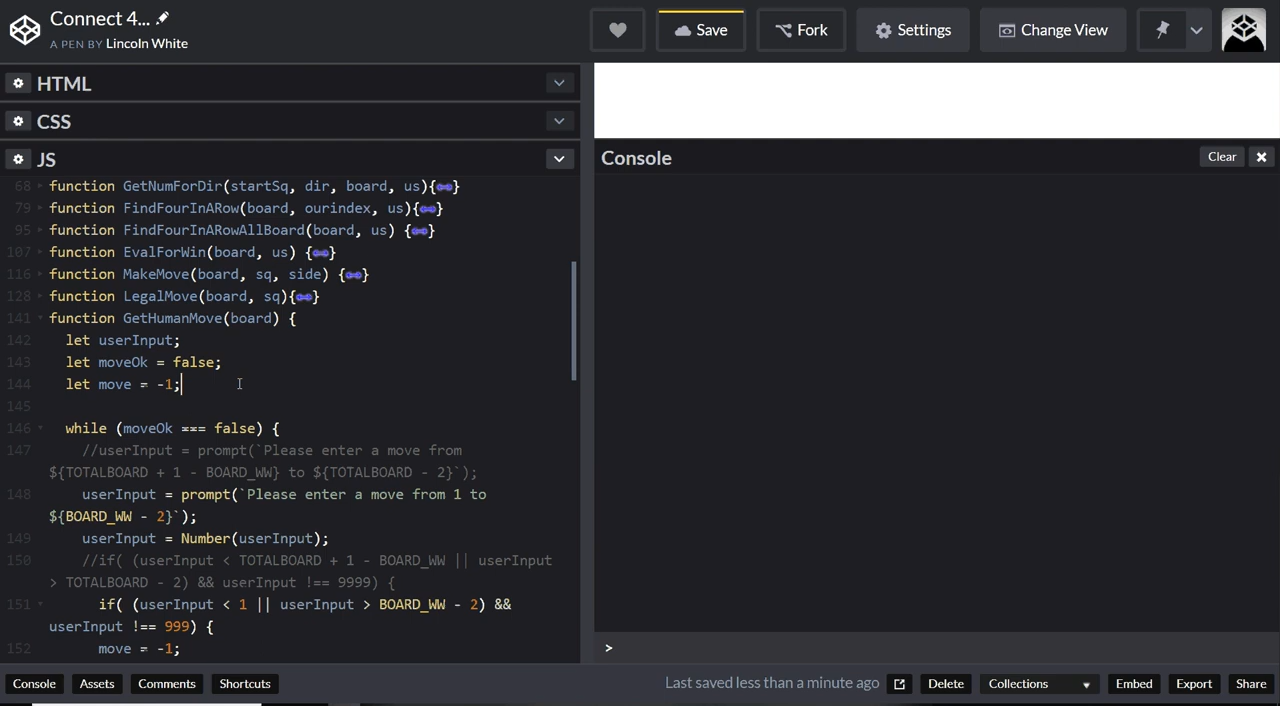 Connect 4...
A PEN BY Lincoln White
Save
Fork
Settings
Change View
HTML
CSS
JS
68 function GetNumForDir(startSq, dir, board, us){}
79 function FindFourInARow(board, ourindex, us){}
95 function FindFourInARowAllBoard(board, us) {}
107 function EvalForWin(board, us) {}
116 function MakeMove(board, sq, side) {}
128 function LegalMove(board, sq){}
141 function GetHumanMove(board) {
142 let userInput;
143 let moveOk = false;
144 let move = -1;
145
146 while (moveOk === false) {
147 //userInput = prompt(`Please enter a move from
${TOTALBOARD + 1 - BOARD_WW} to ${TOTALBOARD - 2}`);
148 userInput = prompt(`Please enter a move from 1 to
${BOARD_WW - 2}`);
149 userInput = Number(userInput);
150 //if( (userInput < TOTALBOARD + 1 - BOARD_WW || userInput
> TOTALBOARD - 2) && userInput !== 9999) {
151 if( (userInput < 1 || userInput > BOARD_WW - 2) &&
userInput !== 999) {
152 move = -1;
Console
Clear
>
Console
Assets
Comments
Shortcuts
Last saved less than a minute ago
Delete
Collections
Embed
Export
Share